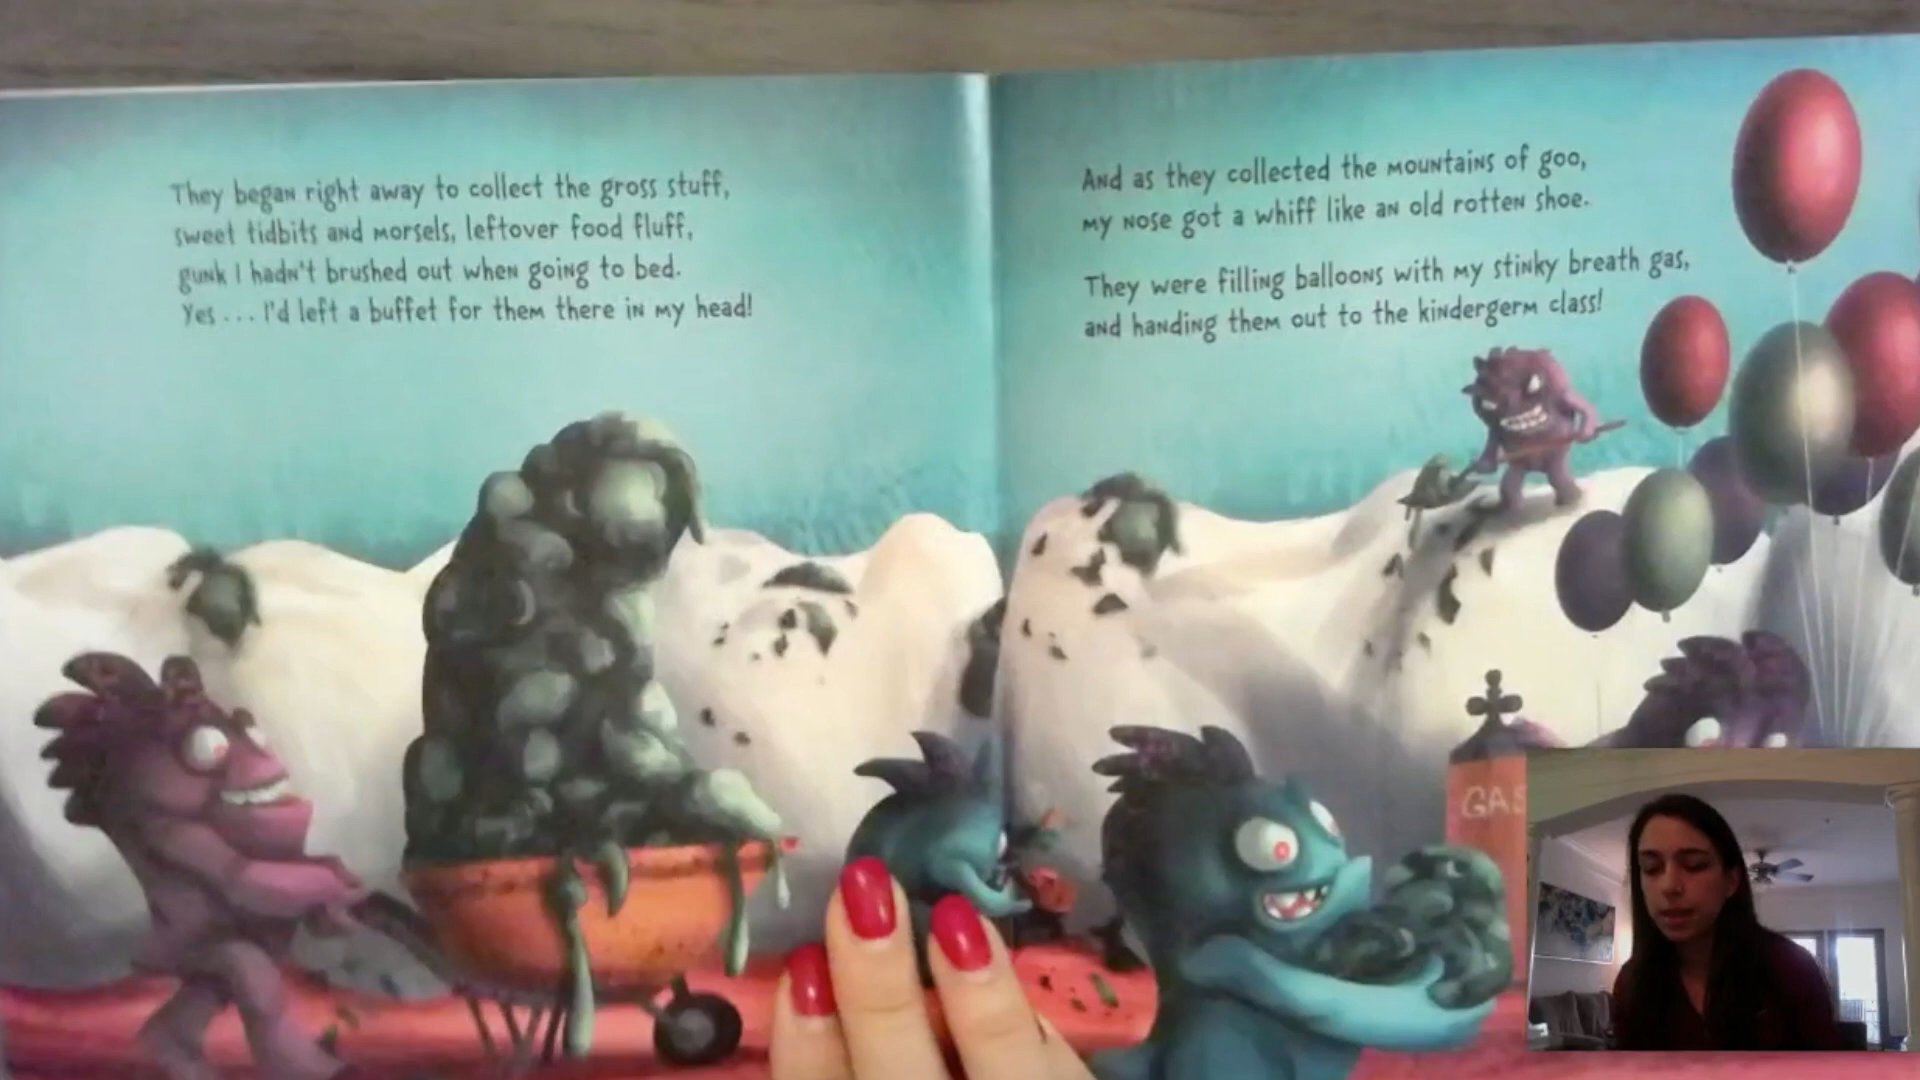 They began right away to collect the gross stuff,
sweet tidbits and morsels, leftover food fluff,
gunk I hadn't brushed out when going to bed.
Yes . . . I'd left a buffet for them there in my head!
And as they collected the mountains of goo,
my nose got a whiff like an old rotten shoe.
They were filling balloons with my stinky breath gas,
and handing them out to the kindergerm class!
GAS